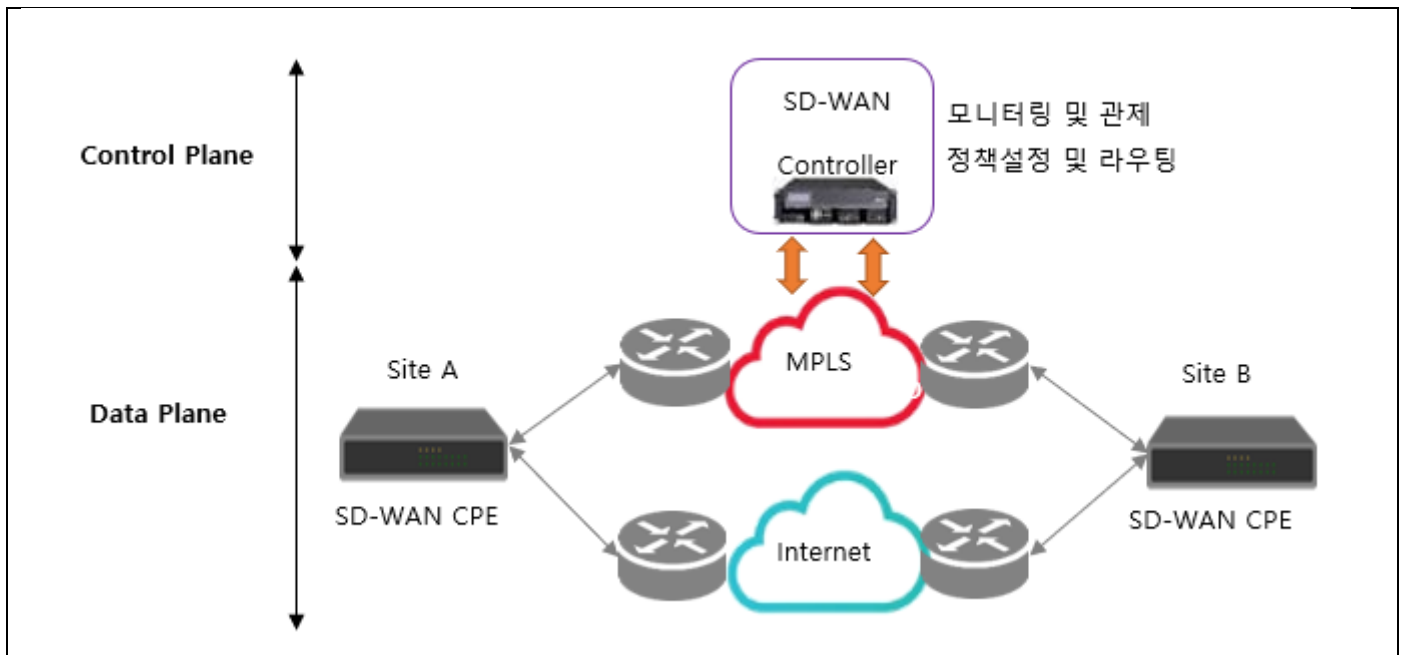 SD-WAN
Controller
모니터링 및 관제
정책설정 및 라우팅
Control Plane
Data Plane
Site A
SD-WAN CPE
MPLS
Internet
Site B
SD-WAN CPE